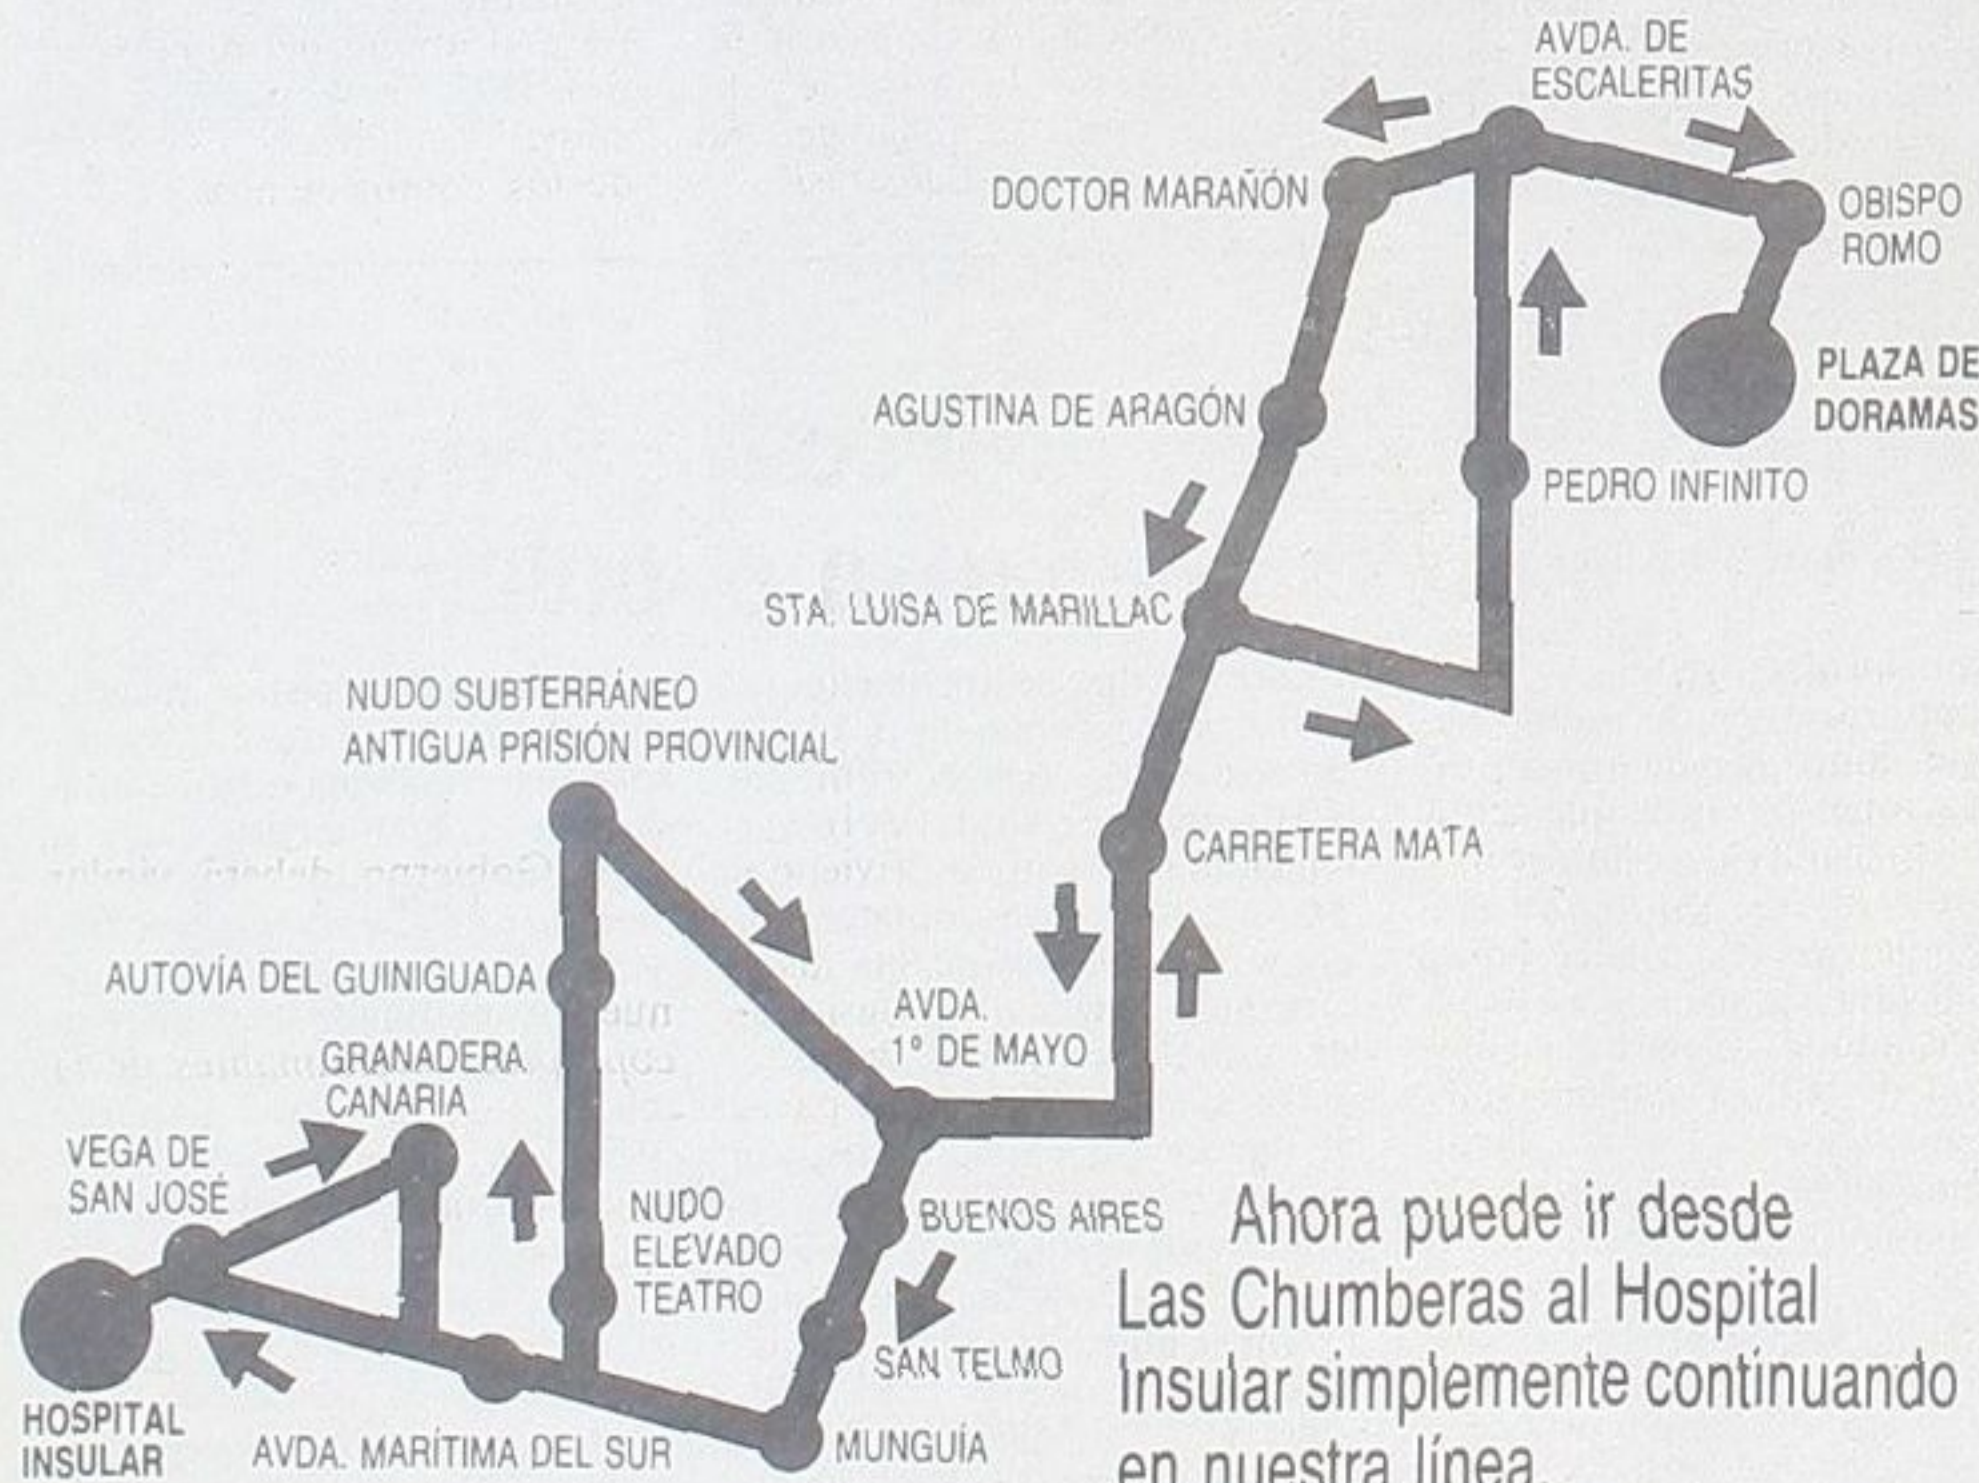 AVDA. DE
ESCALERITAS
DOCTOR MARAÑÓN
OBISPO
ROMO
PLAZA DE
DORAMAS
AGUSTINA DE ARAGÓN
PEDRO INFINITO
STA. LUISA DE MARILLAC
NUDO SUBTERRÁNEO
ANTIGUA PRISIÓN PROVINCIAL
CARRETERA MATA
AUTOVÍA DEL GUINIGUADA
AVDA.
1º DE MAYO
GRANADERA
CANARIA
VEGA DE
SAN JOSÉ
NUDO
ELEVADO
TEATRO
BUENOS AIRES
SAN TELMO
MUNGUÍA
HOSPITAL
INSULAR
AVDA. MARÍTIMA DEL SUR
Ahora puede ir desde
Las Chumberas al Hospital
Insular simplemente continuando
en nuestra línea.